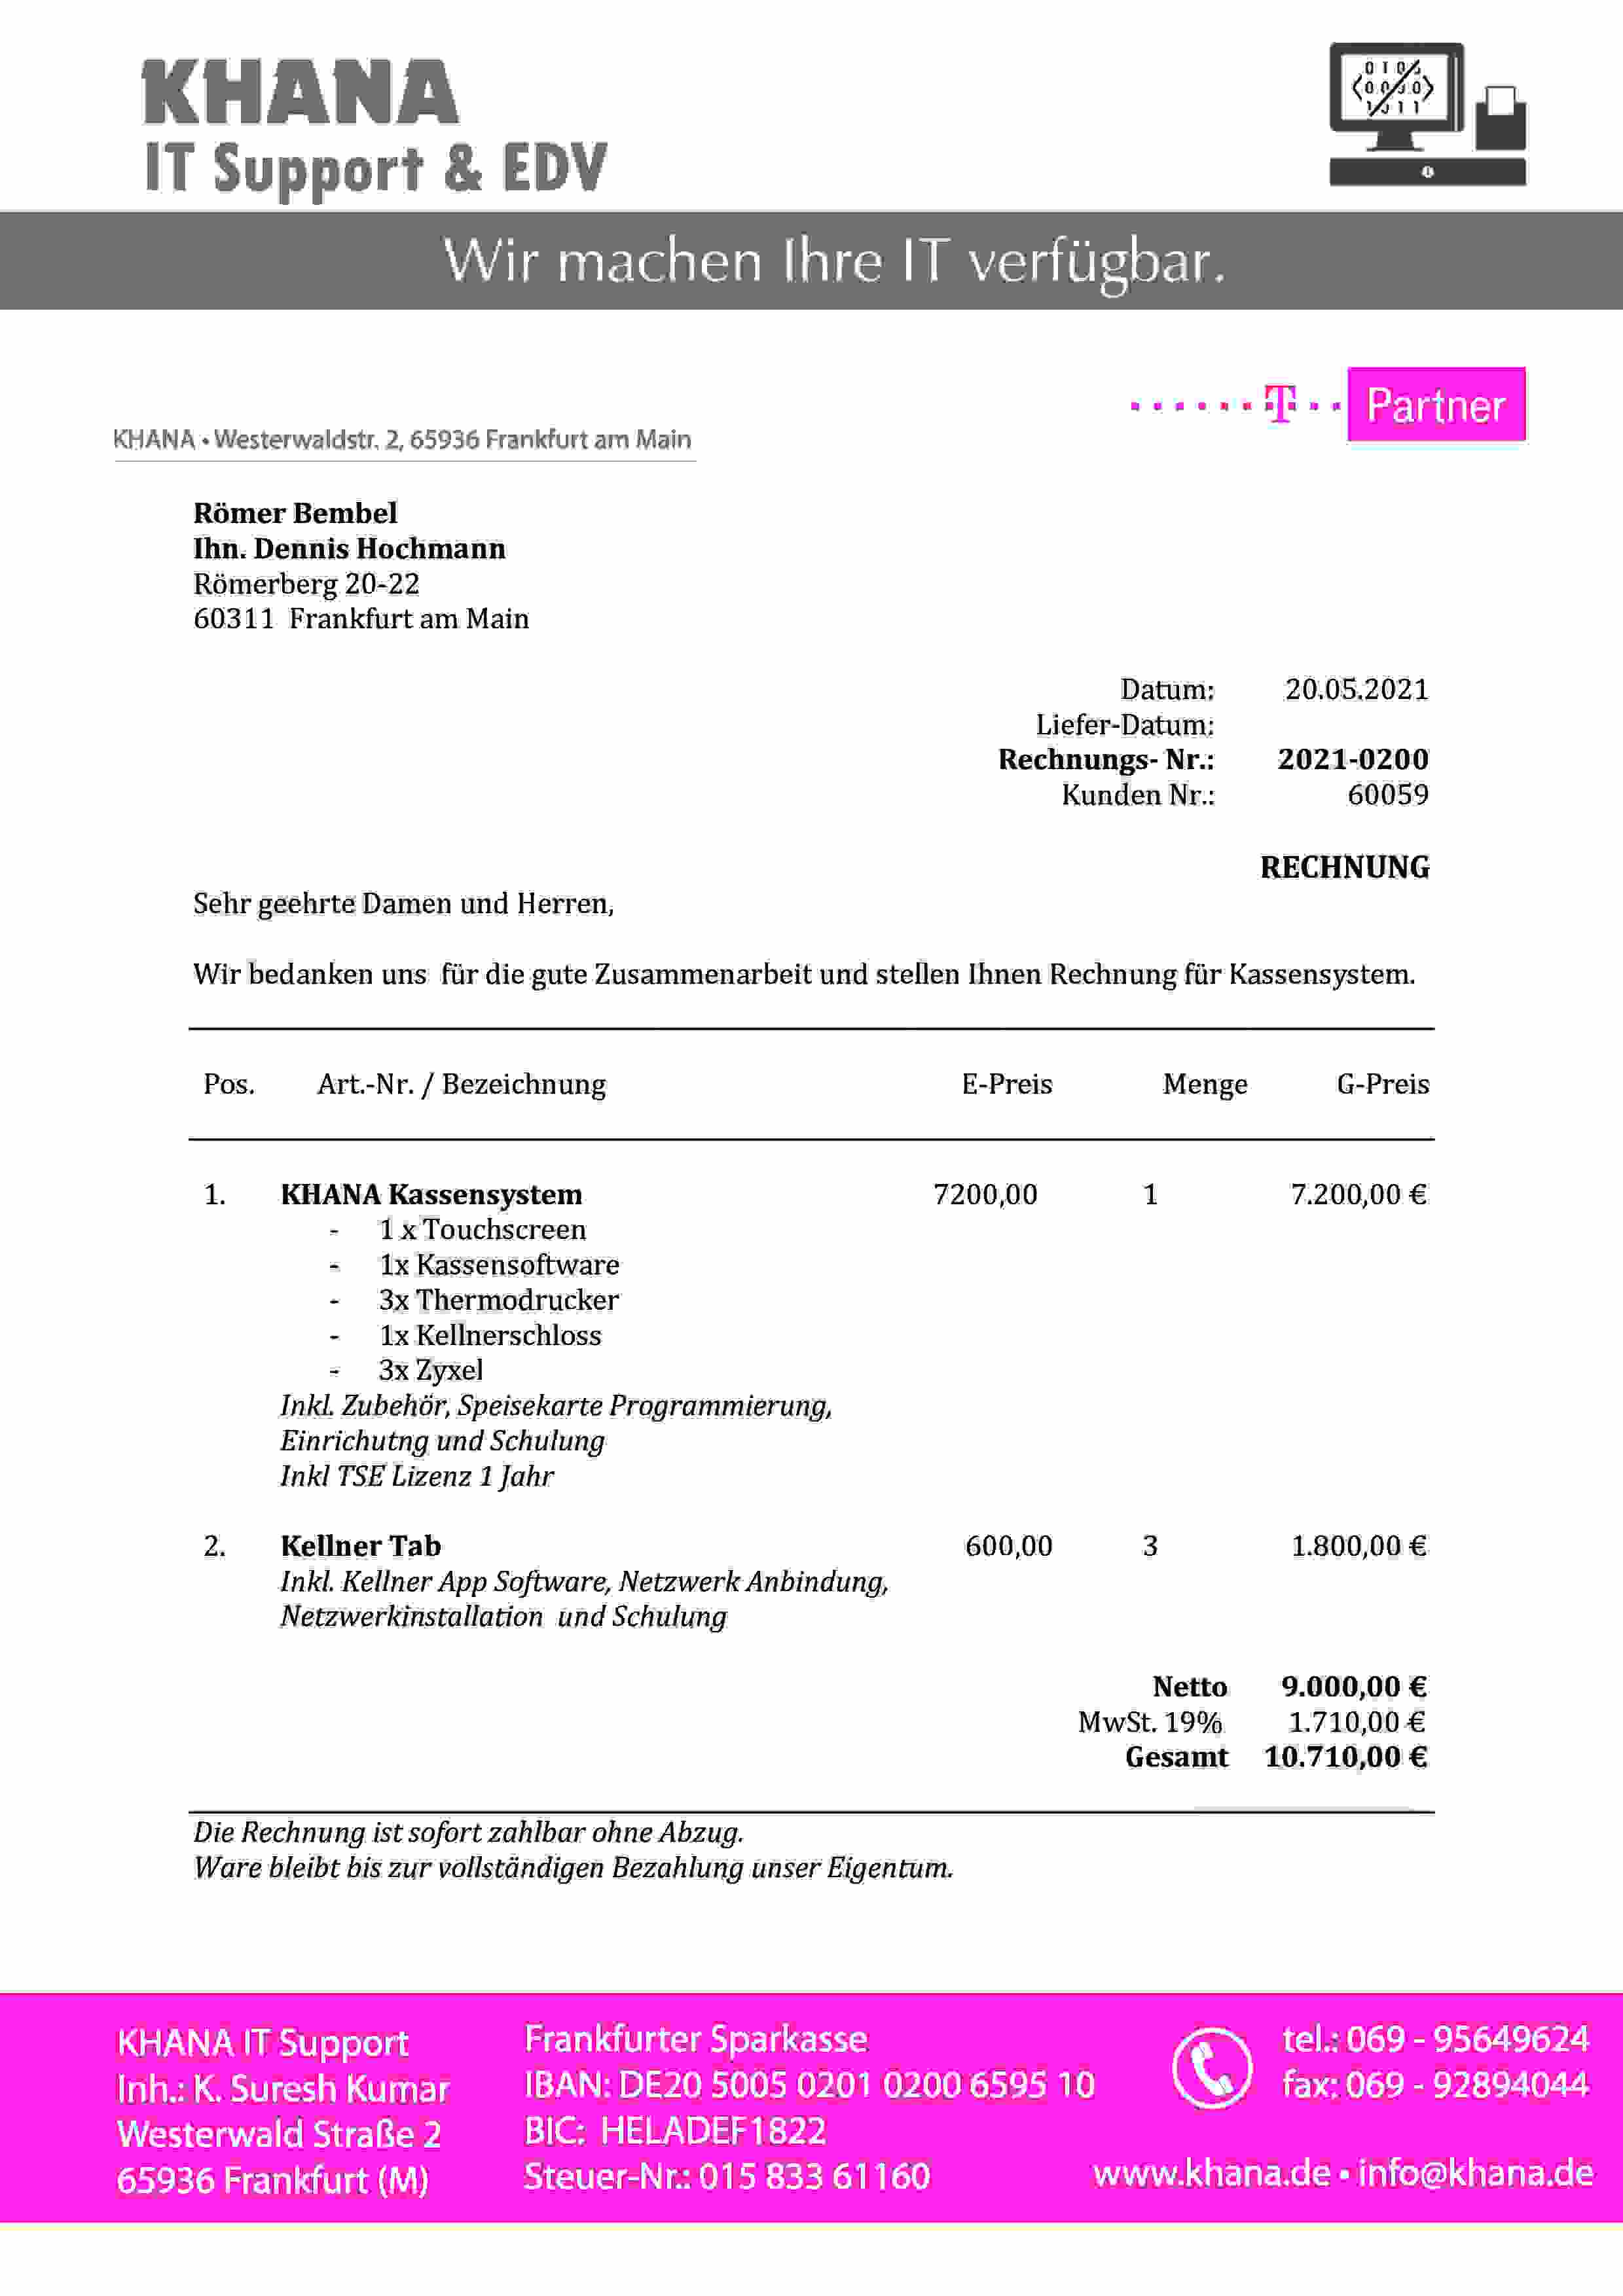 KHANA
IT Support & EDV
Wir machen Ihre IT verfügbar.
T Partner
KHANA • Westerwaldstr. 2, 65936 Frankfurt am Main
Römer Bembel
Ihn. Dennis Hochmann
Römerberg 20-22
60311 Frankfurt am Main
Datum: 20.05.2021
Liefer-Datum:
Rechnungs- Nr.: 2021-0200
Kunden Nr.: 60059
RECHNUNG
Sehr geehrte Damen und Herren,
Wir bedanken uns für die gute Zusammenarbeit und stellen Ihnen Rechnung für Kassensystem.
Pos. Art.-Nr. / Bezeichnung E-Preis Menge G-Preis
1. KHANA Kassensystem 7200,00 1 7.200,00 €
- 1 x Touchscreen
- 1x Kassensoftware
- 3x Thermodrucker
- 1x Kellnerschloss
- 3x Zyxel
Inkl. Zubehör, Speisekarte Programmierung,
Einrichutng und Schulung
Inkl TSE Lizenz 1 Jahr
2. Kellner Tab 600,00 3 1.800,00 €
Inkl. Kellner App Software, Netzwerk Anbindung,
Netzwerkinstallation und Schulung
Netto 9.000,00 €
MwSt. 19% 1.710,00 €
Gesamt 10.710,00 €
Die Rechnung ist sofort zahlbar ohne Abzug.
Ware bleibt bis zur vollständigen Bezahlung unser Eigentum.
KHANA IT Support
Inh.: K. Suresh Kumar
Westerwald Straße 2
65936 Frankfurt (M)
Frankfurter Sparkasse
IBAN: DE20 5005 0201 0200 6595 10
BIC: HELADEF1822
Steuer-Nr.: 015 833 61160
tel.: 069 - 95649624
fax: 069 - 92894044
www.khana.de • info@khana.de